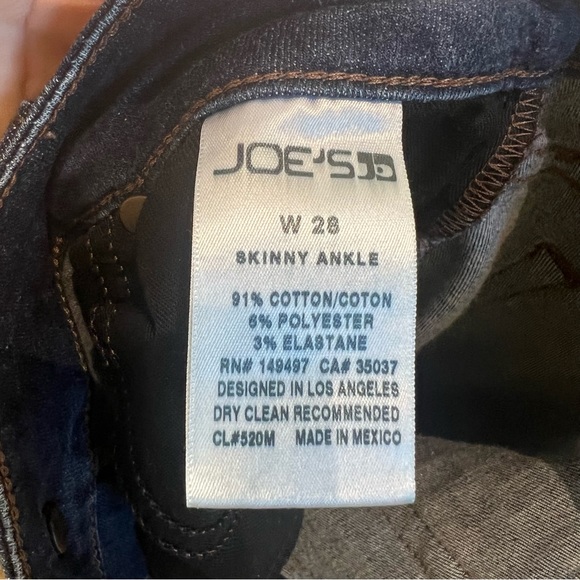 JOE'S
W 28
SKINNY ANKLE
91% COTTON/COTON
6% POLYESTER
3% ELASTANE
RN# 149497 CA# 35037
DESIGNED IN LOS ANGELES
DRY CLEAN RECOMMENDED
CL#520M MADE IN MEXICO